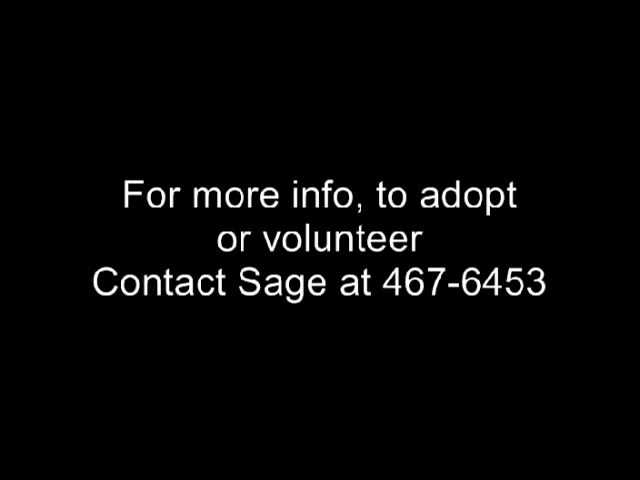 For more info, to adopt
or volunteer
Contact Sage at 467-6453